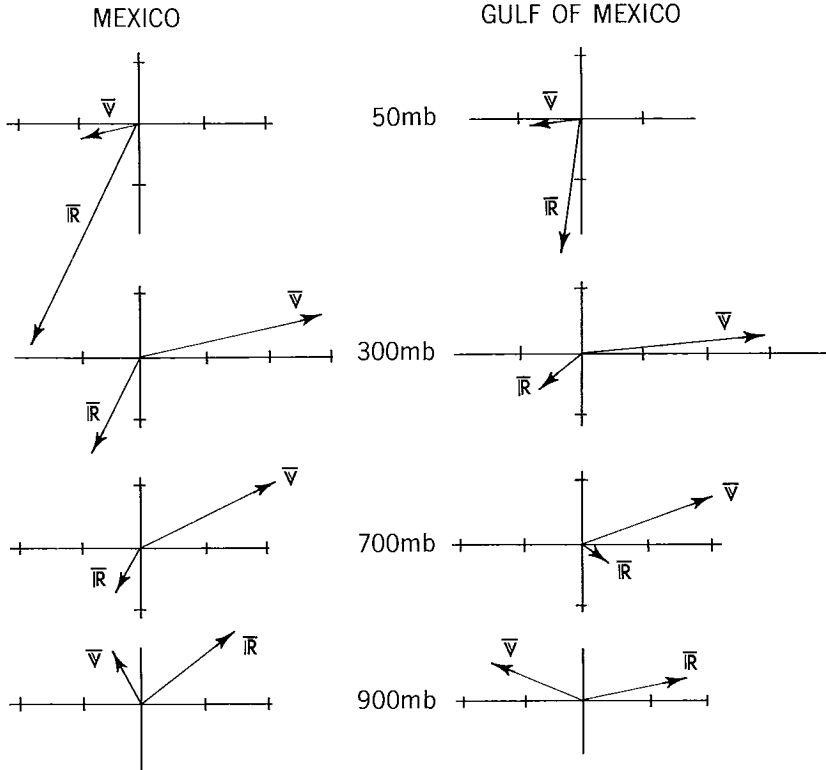 MEXICO GULF OF MEXICO
V̅ 50mb V̅
R̅ R̅
V̅ 300mb V̅
R̅ R̅
V̅ 700mb V̅
R̅ R̅
V̅ R̅ 900mb V̅ R̅